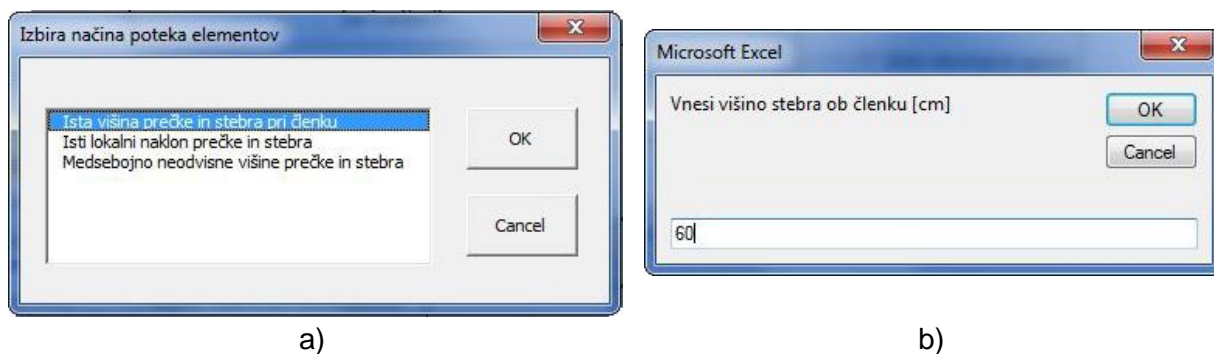 Izbira načina poteka elementov
Ista višina prečke in stebra pri členku
Isti lokalni naklon prečke in stebra
Medsebojno neodvisne višine prečke in stebra
OK
Cancel
a)
Microsoft Excel
Vnesi višino stebra ob členku [cm]
OK
Cancel
60
b)